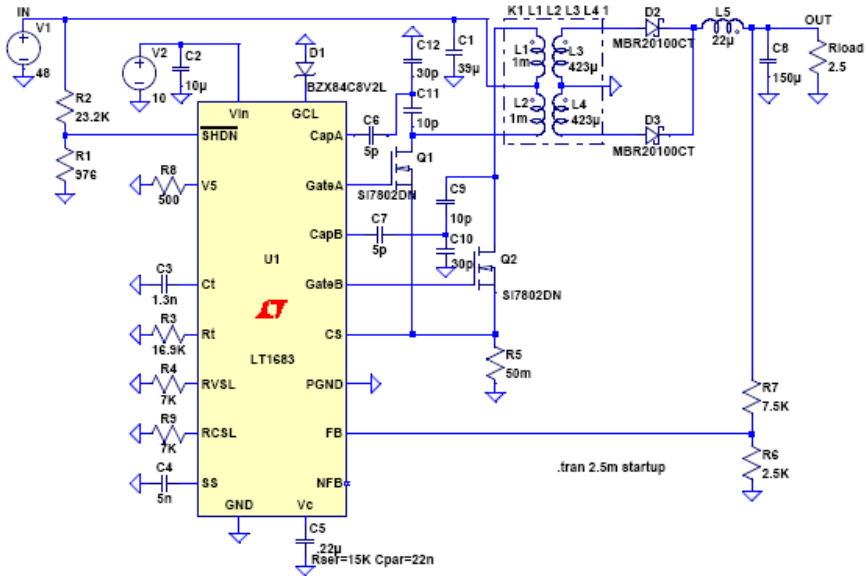 IN
V1
48
R2
23.2K
R1
976
V2
10
C2
10µ
R8
500
C3
1.3n
R3
16.9K
R4
7K
R9
7K
C4
5n
D1
BZX84C8V2L
Vin
GCL
SHDN
V5
Ct
Rt
RVSL
RCSL
SS
GND
Vc
CapA
GateA
CapB
GateB
CS
PGND
FB
NFB
U1
LT1683
C5
.22µ
Rser=15K Cpar=22n
C6
5p
C12
30p
C11
10p
C1
39µ
Q1
SI7802DN
C7
5p
C9
10p
C10
30p
Q2
SI7802DN
R5
50m
K1 L1 L2 L3 L4 1
L1
1m
L2
1m
L3
423µ
L4
423µ
D2
MBR20100CT
D3
MBR20100CT
L5
22µ
OUT
C8
150µ
Rload
2.5
R7
7.5K
R6
2.5K
.tran 2.5m startup